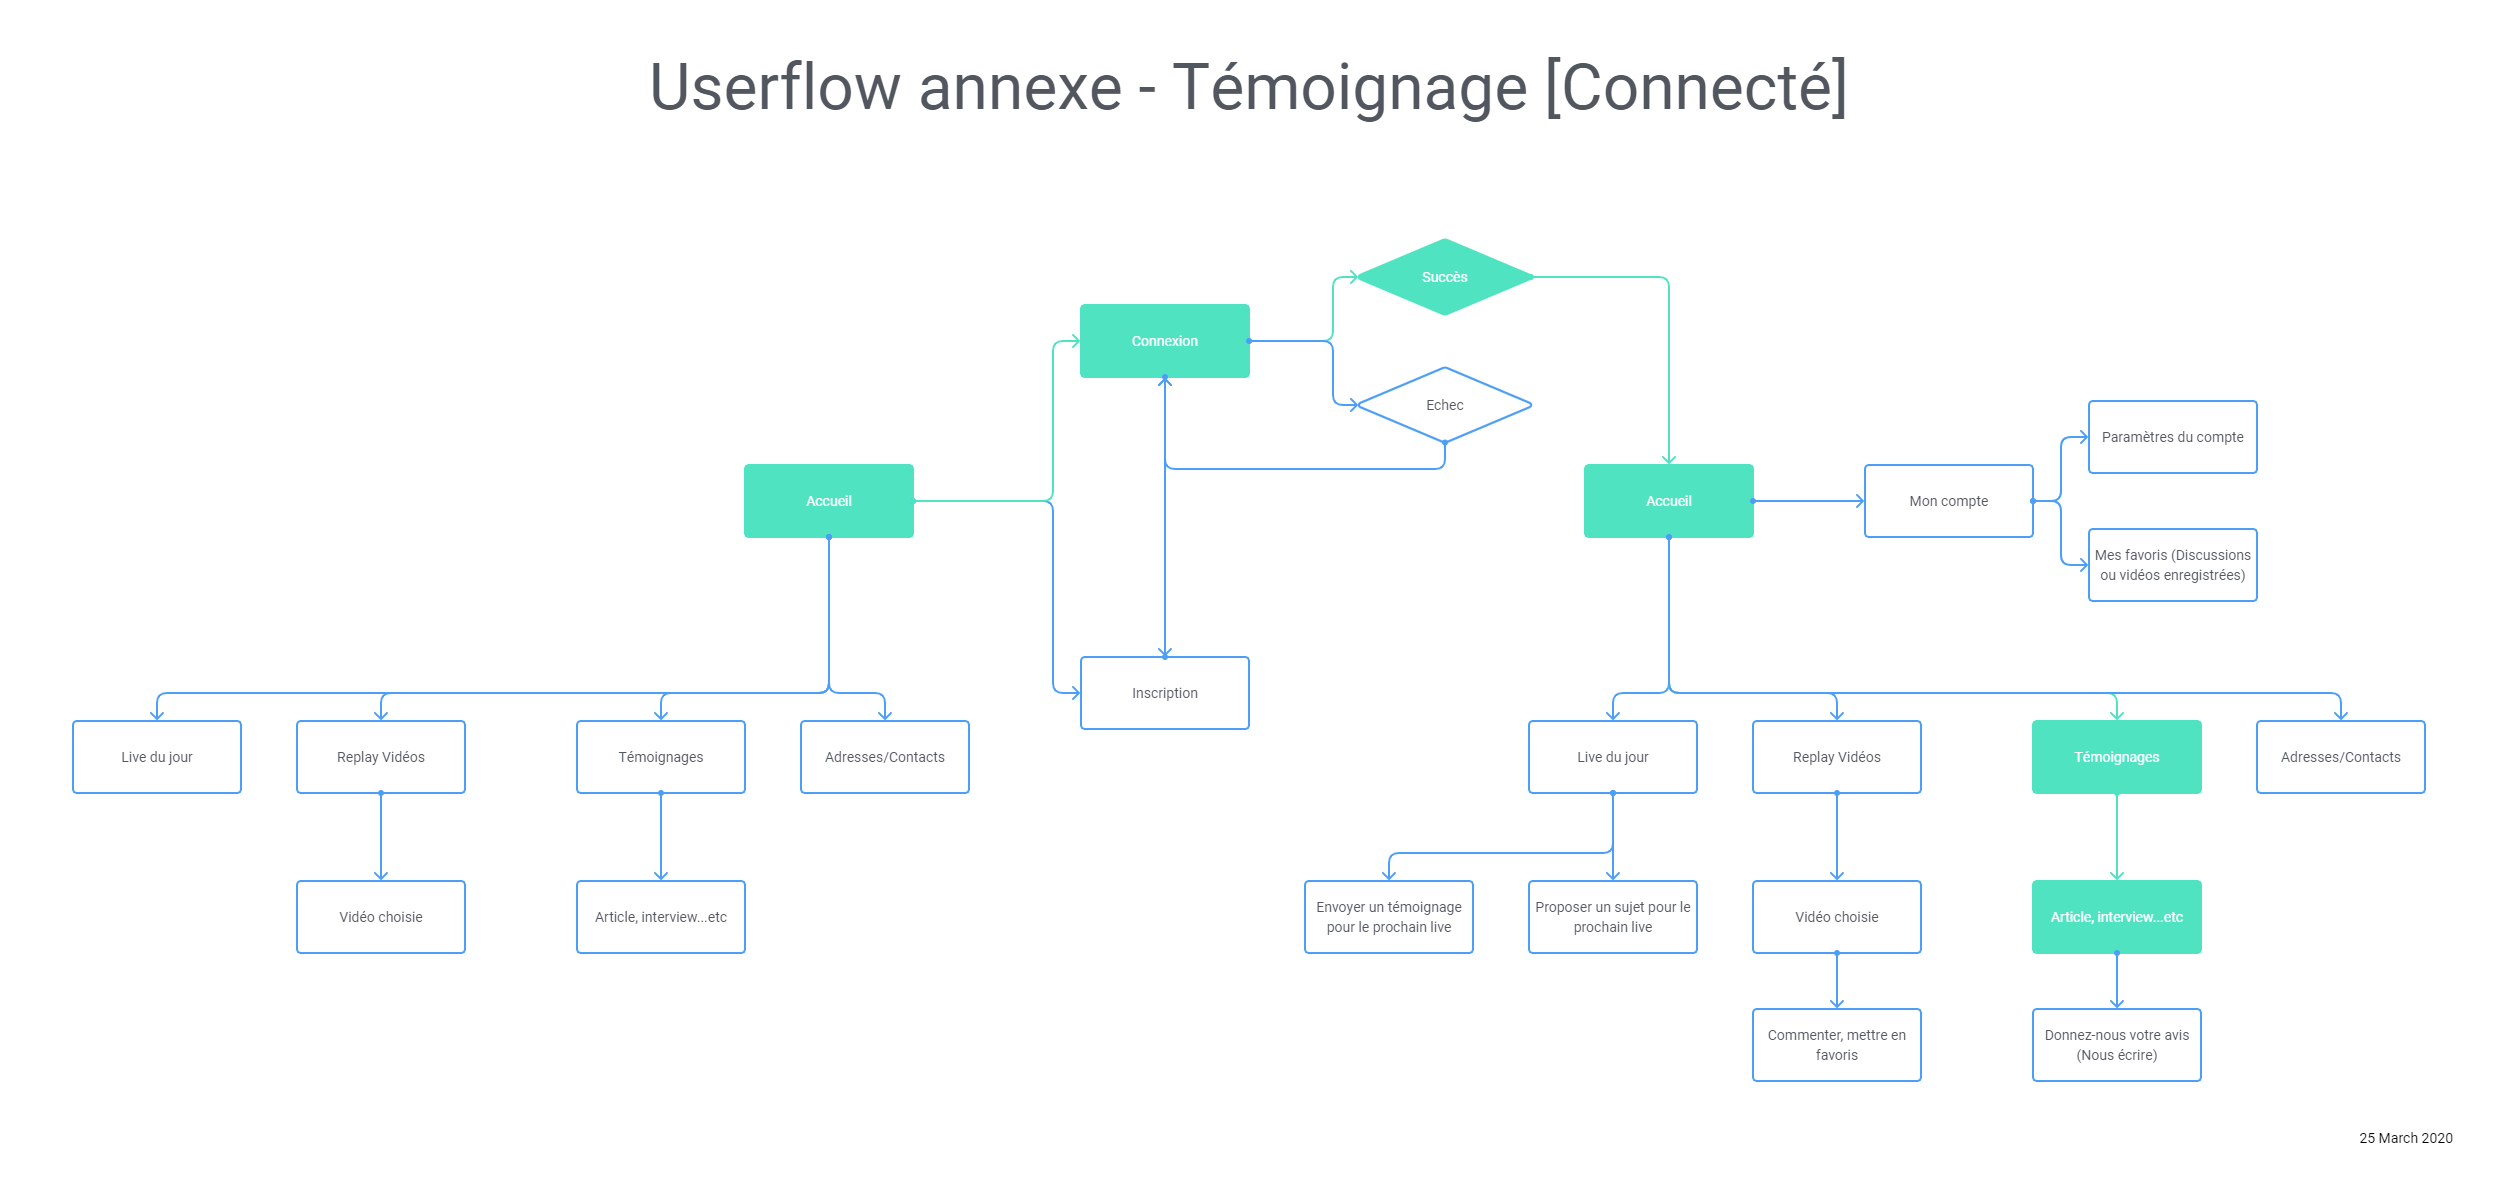 Userflow annexe - Témoignage [Connecté]
Succès
Connexion
Echec
Paramètres du compte
Accueil
Accueil
Mon compte
Mes favoris (Discussions
ou vidéos enregistrées)
Inscription
Live du jour
Replay Vidéos
Témoignages
Adresses/Contacts
Live du jour
Replay Vidéos
Témoignages
Adresses/Contacts
Vidéo choisie
Article, interview...etc
Envoyer un témoignage
pour le prochain live
Proposer un sujet pour le
prochain live
Vidéo choisie
Article, interview...etc
Commenter, mettre en
favoris
Donnez-nous votre avis
(Nous écrire)
25 March 2020